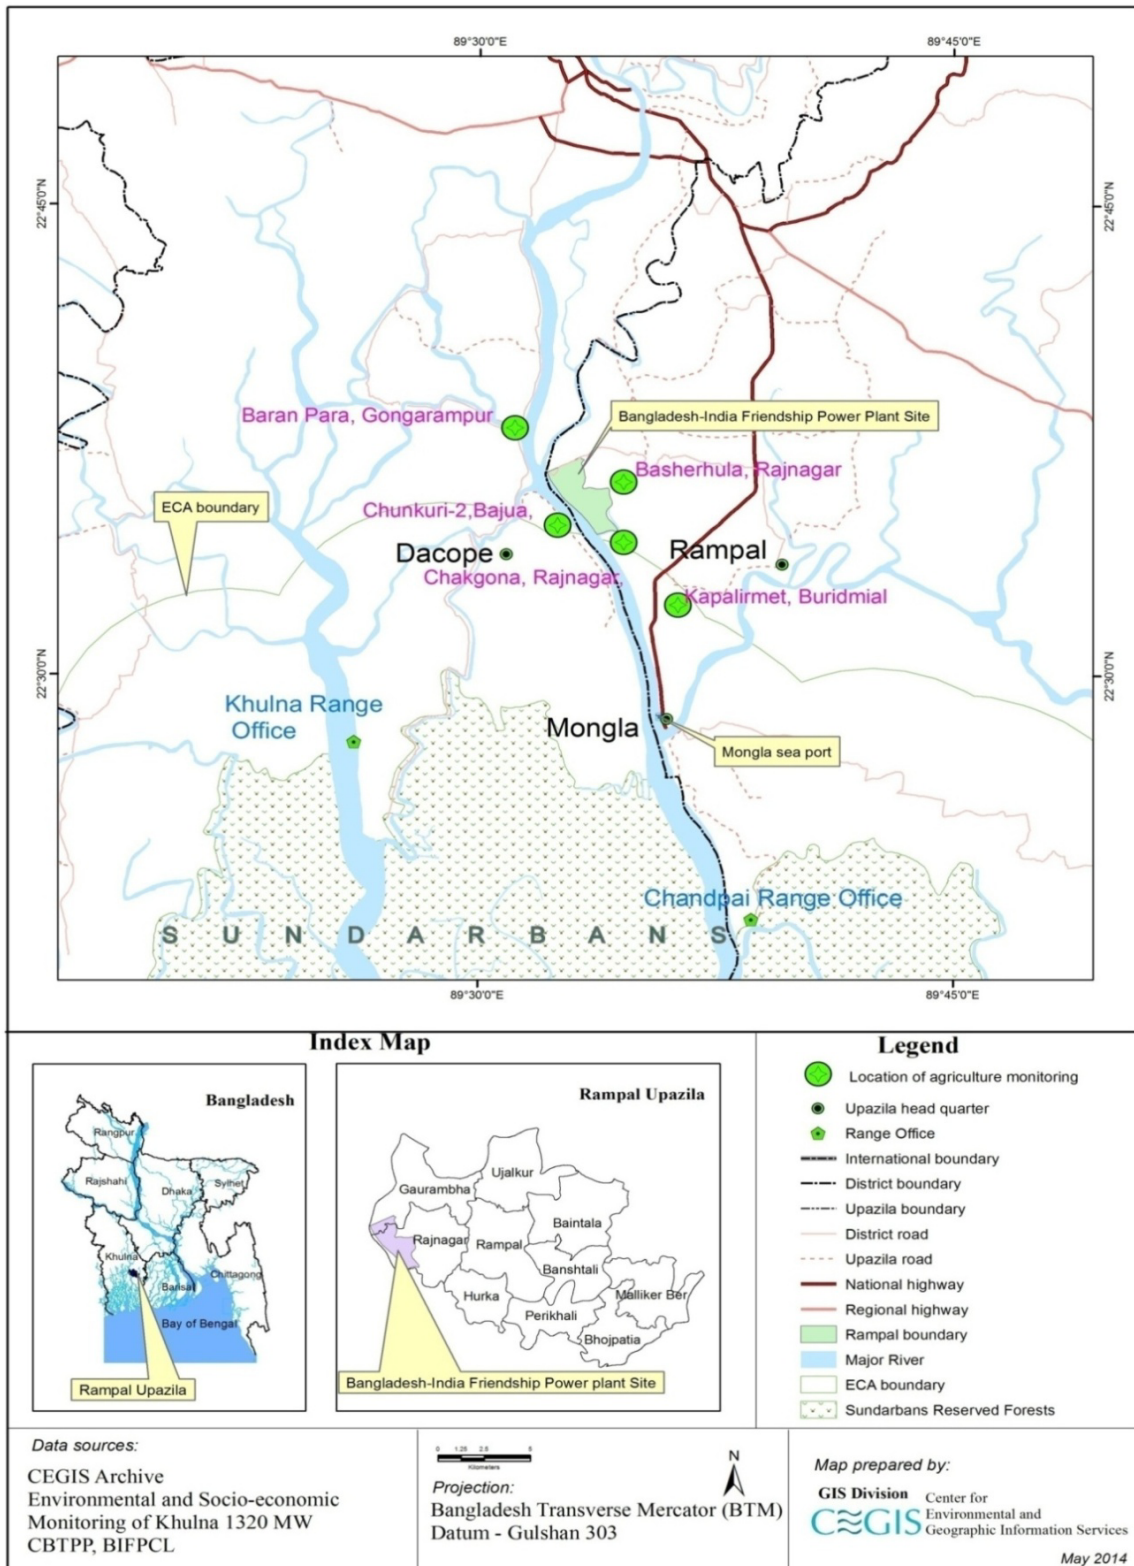 89°30'0"E
89°45'0"E
22°45'0"N
22°45'0"N
Baran Para, Gongarampur
Bangladesh-India Friendship Power Plant Site
Basherhula, Rajnagar
ECA boundary
Chunkuri-2,Bajua,
Dacope
Rampal
Chakgona, Rajnagar,
Kapalirmet, Buridmial
22°30'0"N
22°30'0"N
Khulna Range
Office
Mongla
Mongla sea port
Chandpai Range Office
SUNDARBANS
89°30'0"E
89°45'0"E
Index Map
Bangladesh
Rangpur
Rajshahi
Dhaka
Sylhet
Khulna
Barisal
Chittagong
Bay of Bengal
Rampal Upazila
Rampal Upazila
Ujalkur
Gaurambha
Baintala
Rajnagar
Rampal
Banshtali
Hurka
Malliker Ber
Perikhali
Bhojpatia
Bangladesh-India Friendship Power plant Site
Legend
Location of agriculture monitoring
Upazila head quarter
Range Office
International boundary
District boundary
Upazila boundary
District road
Upazila road
National highway
Regional highway
Rampal boundary
Major River
ECA boundary
Sundarbans Reserved Forests
Data sources:
CEGIS Archive
Environmental and Socio-economic
Monitoring of Khulna 1320 MW
CBTPP, BIFPCL
0 1.25 2.5 5
Kilometers
N
Projection:
Bangladesh Transverse Mercator (BTM)
Datum - Gulshan 303
Map prepared by:
GIS Division
CEGIS
Center for
Environmental and
Geographic Information Services
May 2014